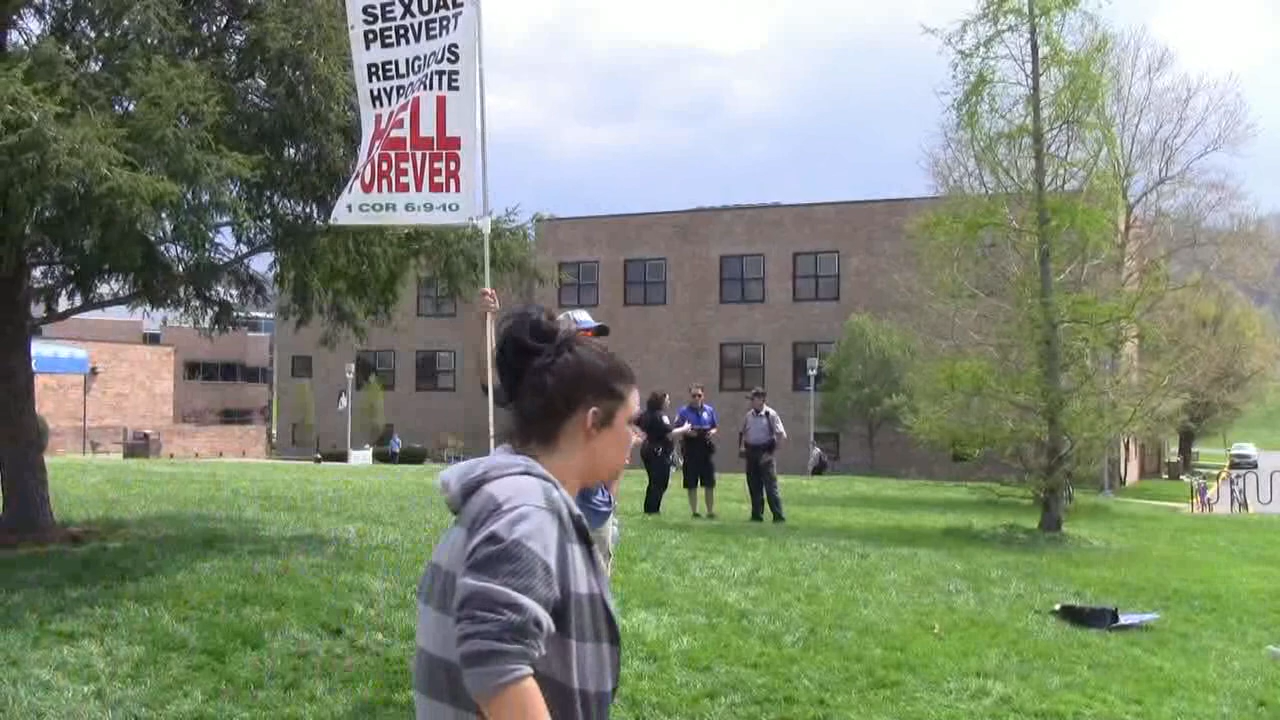 SEXUAL
PERVERT
RELIGIOUS
HYPOCRITE
HELL
FOREVER
1 COR 6:9-10